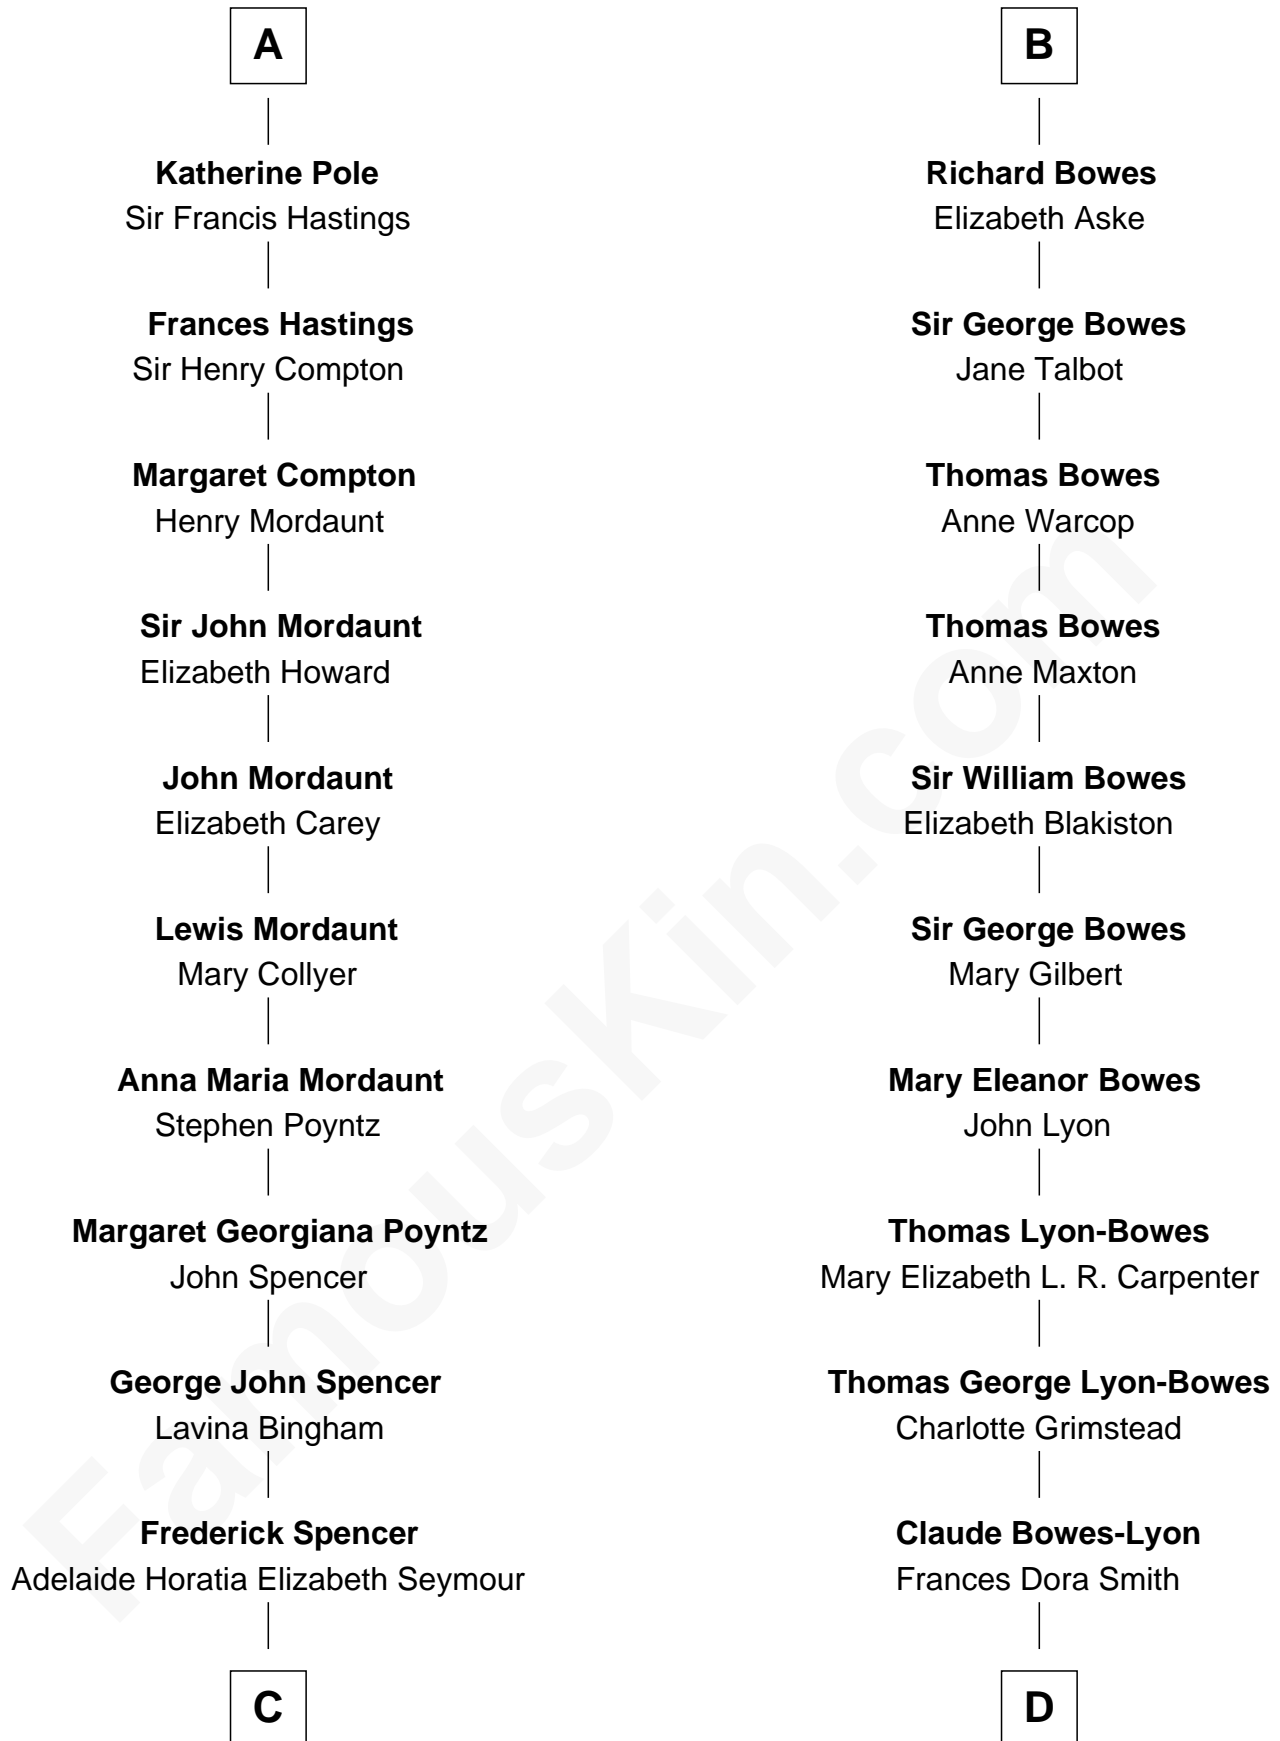 A
Katherine Pole
Sir Francis Hastings
Frances Hastings
Sir Henry Compton
Margaret Compton
Henry Mordaunt
Sir John Mordaunt
Elizabeth Howard
John Mordaunt
Elizabeth Carey
Lewis Mordaunt
Mary Collyer
Anna Maria Mordaunt
Stephen Poyntz
Margaret Georgiana Poyntz
John Spencer
George John Spencer
Lavina Bingham
Frederick Spencer
Adelaide Horatia Elizabeth Seymour
C
B
Richard Bowes
Elizabeth Aske
Sir George Bowes
Jane Talbot
Thomas Bowes
Anne Warcop
Thomas Bowes
Anne Maxton
Sir William Bowes
Elizabeth Blakiston
Sir George Bowes
Mary Gilbert
Mary Eleanor Bowes
John Lyon
Thomas Lyon-Bowes
Mary Elizabeth L. R. Carpenter
Thomas George Lyon-Bowes
Charlotte Grimstead
Claude Bowes-Lyon
Frances Dora Smith
D
FamousKin.com